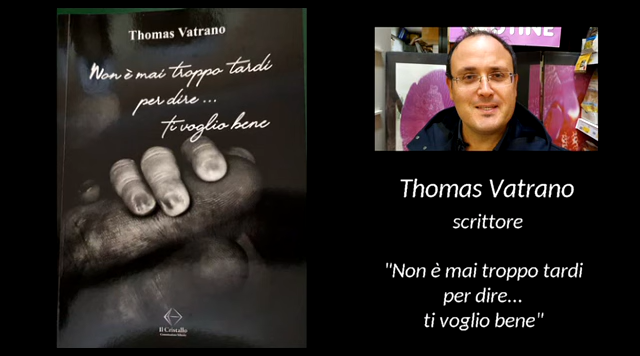 Thomas Vatrano
Non è mai troppo tardi
per dire...
ti voglio bene
Il Cristallo
Thomas Vatrano
scrittore
"Non è mai troppo tardi
per dire...
ti voglio bene"